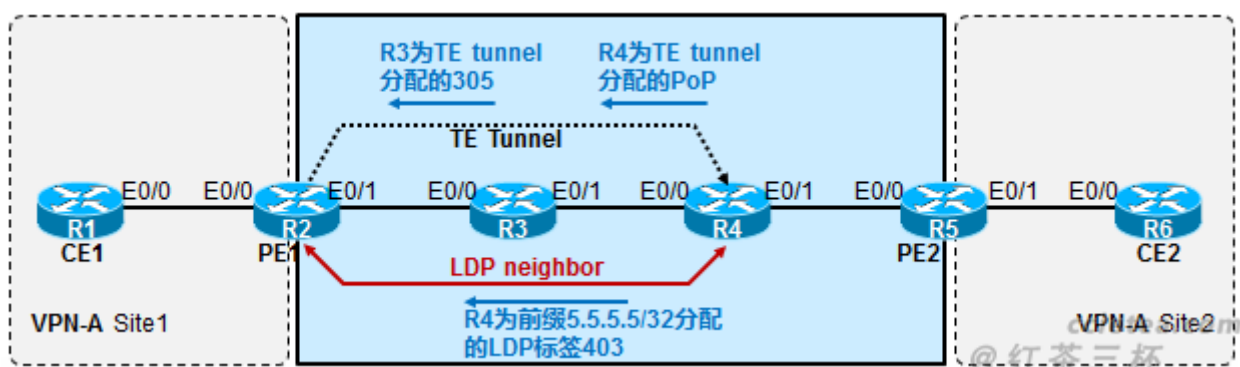 R3为TE tunnel
分配的305
R4为TE tunnel
分配的PoP
TE Tunnel
E0/0
E0/0
E0/1
E0/0
E0/1
E0/0
E0/1
E0/0
E0/1
E0/0
R1
R2
R3
R4
R5
R6
CE1
PE1
PE2
CE2
LDP neighbor
R4为前缀5.5.5.5/32分配
的LDP标签403
VPN-A Site1
VPN-A Site2
@红茶三杯